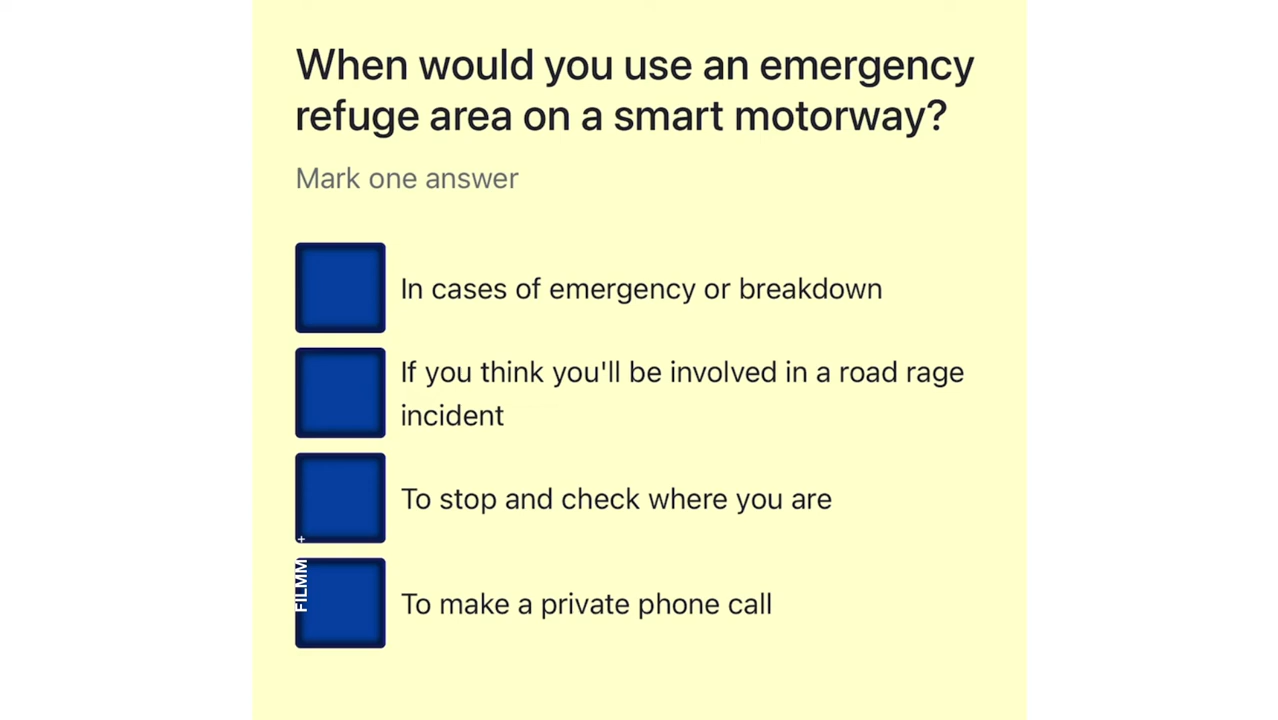 When would you use an emergency
refuge area on a smart motorway?
Mark one answer
In cases of emergency or breakdown
If you think you'll be involved in a road rage
incident
To stop and check where you are
To make a private phone call
FILMM +